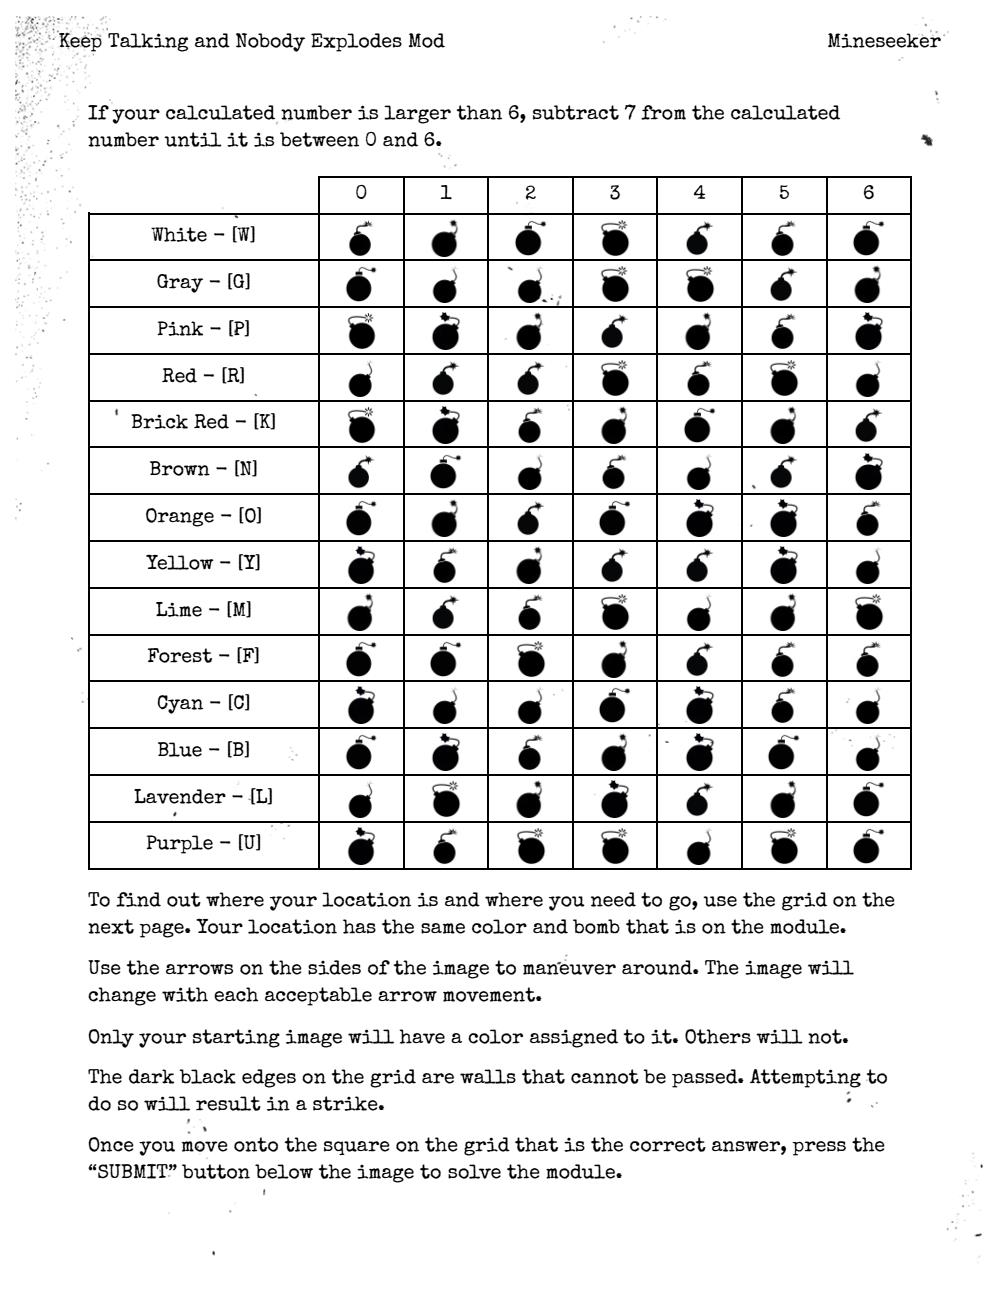 Keep Talking and Nobody Explodes Mod Mineseeker
If your calculated number is larger than 6, subtract 7 from the calculated
number until it is between 0 and 6.
0 1 2 3 4 5 6
White – [W]
Gray – [G]
Pink – [P]
Red – [R]
Brick Red – [K]
Brown – [N]
Orange – [O]
Yellow – [Y]
Lime – [M]
Forest – [F]
Cyan – [C]
Blue – [B]
Lavender – [L]
Purple – [U]
To find out where your location is and where you need to go, use the grid on the
next page. Your location has the same color and bomb that is on the module.
Use the arrows on the sides of the image to maneuver around. The image will
change with each acceptable arrow movement.
Only your starting image will have a color assigned to it. Others will not.
The dark black edges on the grid are walls that cannot be passed. Attempting to
do so will result in a strike.
Once you move onto the square on the grid that is the correct answer, press the
“SUBMIT” button below the image to solve the module.